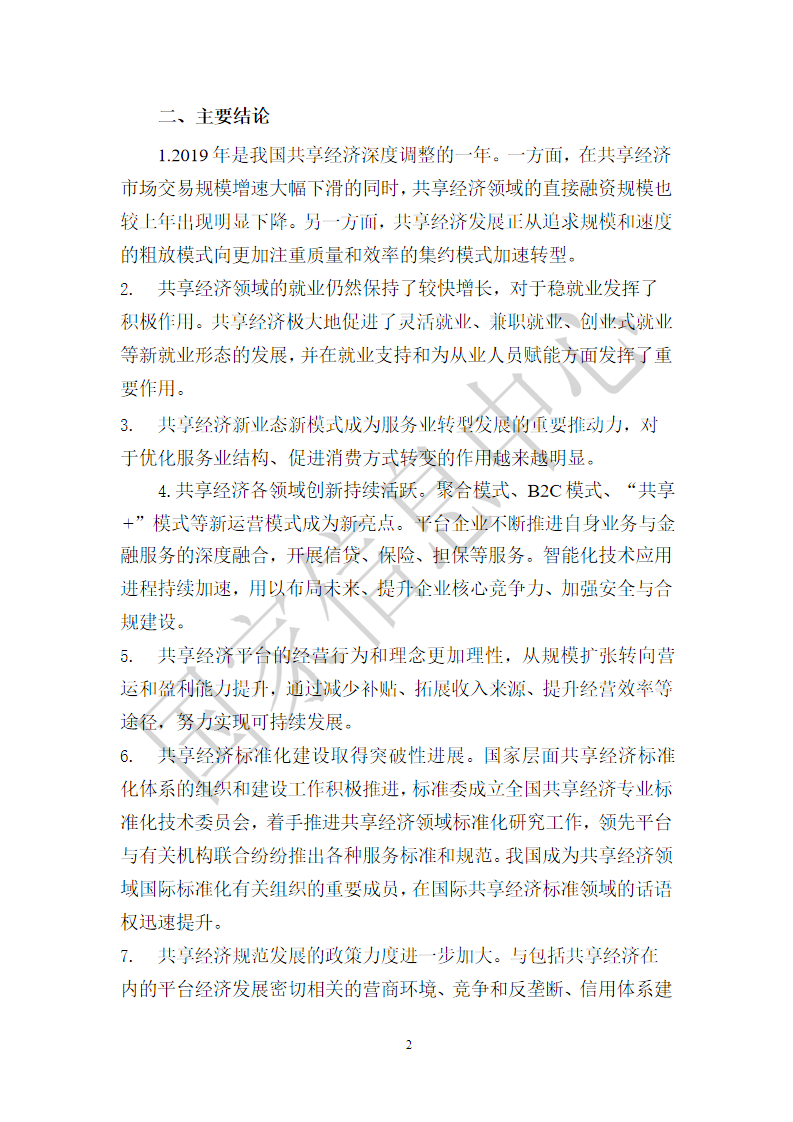 二、主要结论
1.2019 年是我国共享经济深度调整的一年。一方面，在共享经济
市场交易规模增速大幅下滑的同时，共享经济领域的直接融资规模也
较上年出现明显下降。另一方面，共享经济发展正从追求规模和速度
的粗放模式向更加注重质量和效率的集约模式加速转型。
2. 共享经济领域的就业仍然保持了较快增长，对于稳就业发挥了
积极作用。共享经济极大地促进了灵活就业、兼职就业、创业式就业
等新就业形态的发展，并在就业支持和为从业人员赋能方面发挥了重
要作用。
3. 共享经济新业态新模式成为服务业转型发展的重要推动力，对
于优化服务业结构、促进消费方式转变的作用越来越明显。
4.共享经济各领域创新持续活跃。聚合模式、B2C 模式、“共享
+”模式等新运营模式成为新亮点。平台企业不断推进自身业务与金
融服务的深度融合，开展信贷、保险、担保等服务。智能化技术应用
进程持续加速，用以布局未来、提升企业核心竞争力、加强安全与合
规建设。
5. 共享经济平台的经营行为和理念更加理性，从规模扩张转向营
运和盈利能力提升，通过减少补贴、拓展收入来源、提升经营效率等
途径，努力实现可持续发展。
6. 共享经济标准化建设取得突破性进展。国家层面共享经济标准
化体系的组织和建设工作积极推进，标准委成立全国共享经济专业标
准化技术委员会，着手推进共享经济领域标准化研究工作，领先平台
与有关机构联合纷纷推出各种服务标准和规范。我国成为共享经济领
域国际标准化有关组织的重要成员，在国际共享经济标准领域的话语
权迅速提升。
7. 共享经济规范发展的政策力度进一步加大。与包括共享经济在
内的平台经济发展密切相关的营商环境、竞争和反垄断、信用体系建
2
国家信息中心